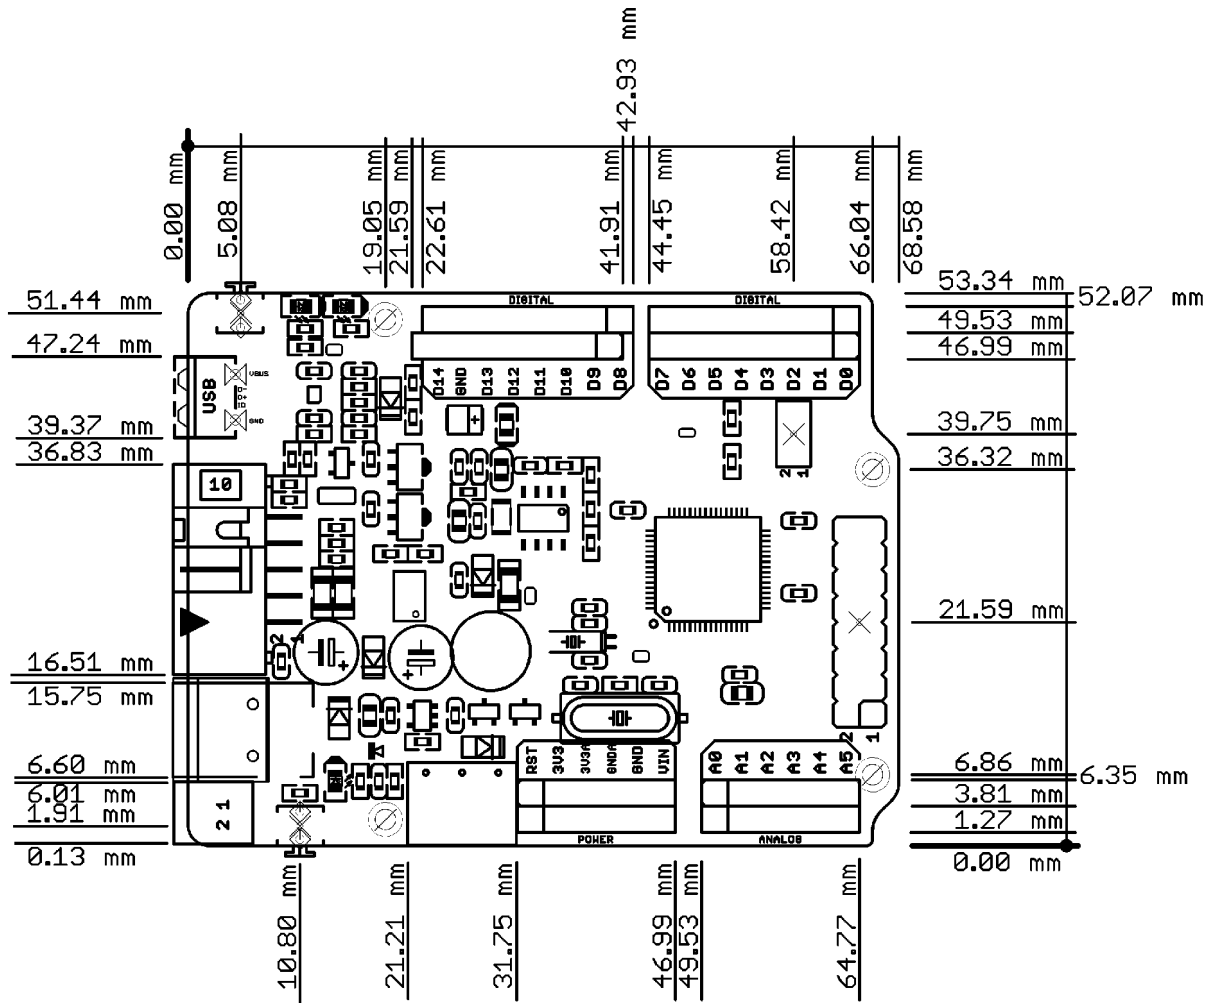 42.93 mm
0.00 mm
5.08 mm
19.05 mm
21.59 mm
22.61 mm
41.91 mm
44.45 mm
58.42 mm
66.04 mm
68.58 mm
51.44 mm
47.24 mm
39.37 mm
36.83 mm
16.51 mm
15.75 mm
6.60 mm
6.01 mm
1.91 mm
0.13 mm
53.34 mm
52.07 mm
49.53 mm
46.99 mm
39.75 mm
36.32 mm
21.59 mm
6.86 mm
6.35 mm
3.81 mm
1.27 mm
0.00 mm
DIGITAL
DIGITAL
D14 GND D13 D12 D11 D10 D9 D8
D7 D6 D5 D4 D3 D2 D1 D0
USB
VBUS
D-
D+
ID
GND
10
2 1
2 1
2 1
2 1
RST 3V3 3V3A GNDA GND VIN
A0 A1 A2 A3 A4 A5
POWER
ANALOG
10.80 mm
21.21 mm
31.75 mm
46.99 mm
49.53 mm
64.77 mm